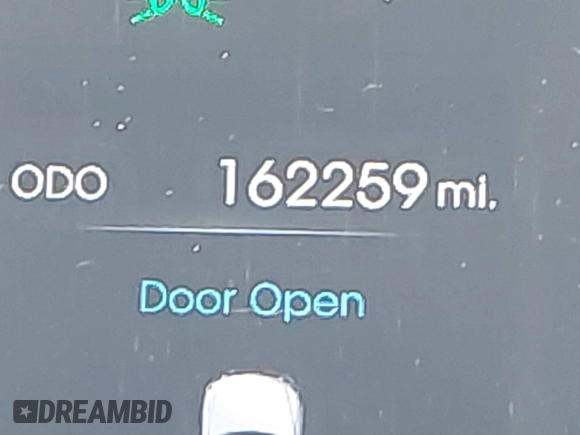 ODO 162259 mi.
Door Open
DREAMBID